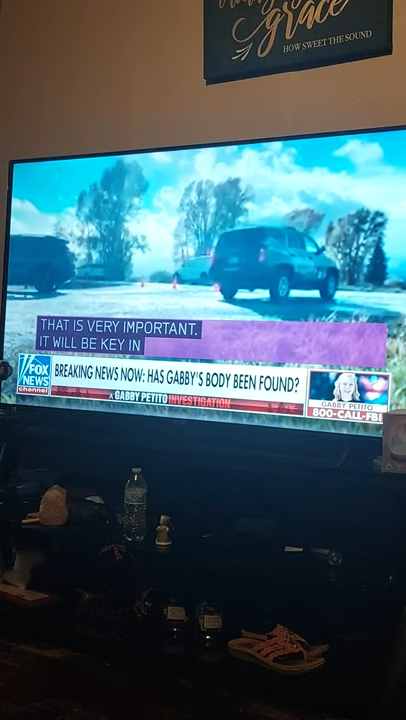 grace
HOW SWEET THE SOUND
THAT IS VERY IMPORTANT.
IT WILL BE KEY IN
FOX
NEWS
channel
BREAKING NEWS NOW: HAS GABBY'S BODY BEEN FOUND?
A GABBY PETITO INVESTIGATION
GABBY PETITO
800-CALL-FBI